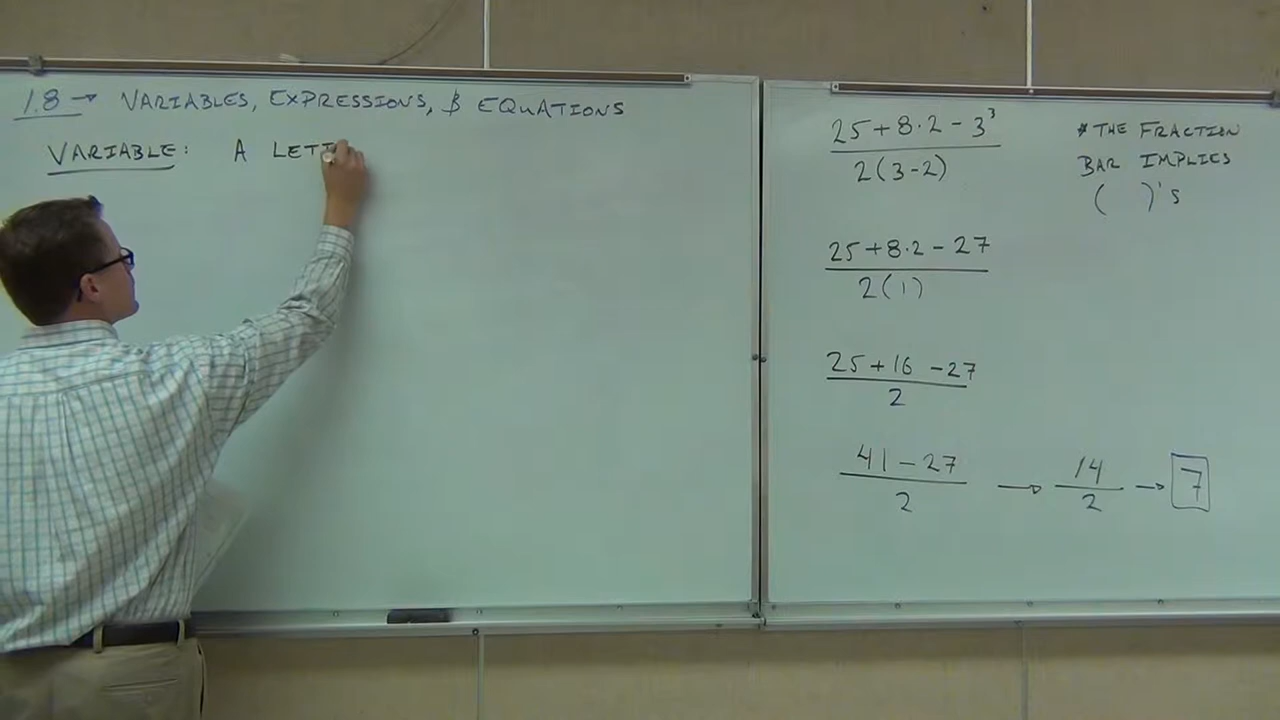 1.8 → VARIABLES, EXPRESSIONS, & EQUATIONS
VARIABLE: A LET
25+8·2-3³
2(3-2)
* THE FRACTION
BAR IMPLIES
( )'s
25+8·2-27
2(1)
25+16-27
2
41-27
2
→ 14
2
→ 7